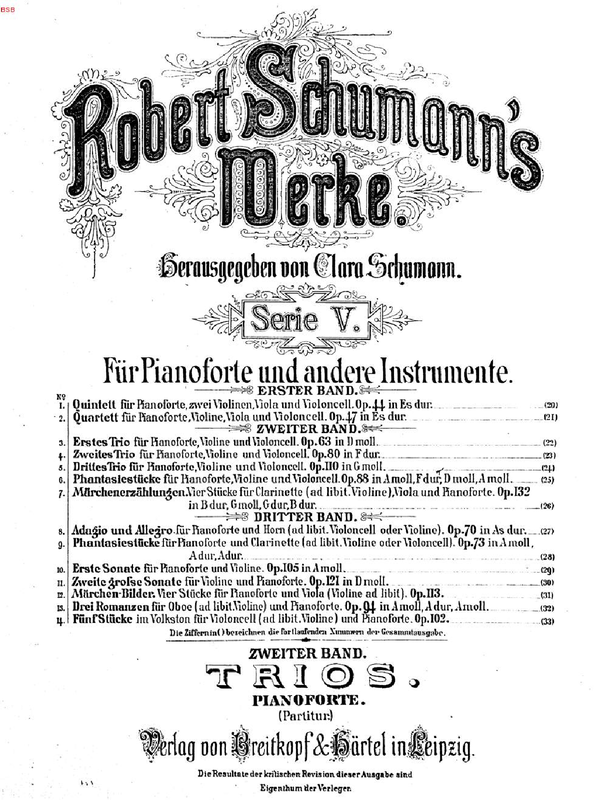 BSB
Robert Schumann's
Werke.
Herausgegeben von Clara Schumann.
Serie V.
Für Pianoforte und andere Instrumente.
ERSTER BAND.
No
1. Quintett für Pianoforte, zwei Violinen, Viola und Violoncell. Op. 44 in Es dur. (20)
2. Quartett für Pianoforte, Violine, Viola und Violoncell. Op. 47 in Es dur. (21)
ZWEITER BAND.
3. Erstes Trio für Pianoforte, Violine und Violoncell. Op. 63 in D moll. (22)
4. Zweites Trio für Pianoforte, Violine und Violoncell. Op. 80 in F dur. (23)
5. Drittes Trio für Pianoforte, Violine und Violoncell. Op. 110 in G moll. (24)
6. Phantasiestücke für Pianoforte, Violine und Violoncell. Op. 88 in A moll, F dur, D moll, A moll. (25)
7. Märchenerzählungen. Vier Stücke für Clarinette (ad libit. Violine), Viola und Pianoforte. Op. 132
in B dur, G moll, G dur, B dur. (26)
DRITTER BAND.
8. Adagio und Allegro. für Pianoforte und Horn (ad libit. Violoncell oder Violine). Op. 70 in As dur. (27)
9. Phantasiestücke für Pianoforte und Clarinette (ad libit. Violine oder Violoncell). Op. 73 in A moll,
A dur, A dur. (28)
10. Erste Sonate für Pianoforte und Violine. Op. 105 in A moll. (29)
11. Zweite grofse Sonate für Violine und Pianoforte. Op. 121 in D moll. (30)
12. Märchen-Bilder. Vier Stücke für Pianoforte und Viola (Violine ad libit). Op. 113. (31)
13. Drei Romanzen für Oboe (ad libit. Violine) und Pianoforte. Op. 94 in A moll, A dur, A moll. (32)
14. Fünf Stücke im Volkston für Violoncell (ad libit. Violine) und Pianoforte. Op. 102. (33)
Die Ziffern in ( ) bezeichnen die fortlaufenden Nummern der Gesammtausgabe.
ZWEITER BAND.
TRIOS.
PIANOFORTE.
(Partitur.)
Verlag von Breitkopf & Härtel in Leipzig.
Die Resultate der kritischen Revision dieser Ausgabe sind
Eigenthum der Verleger.